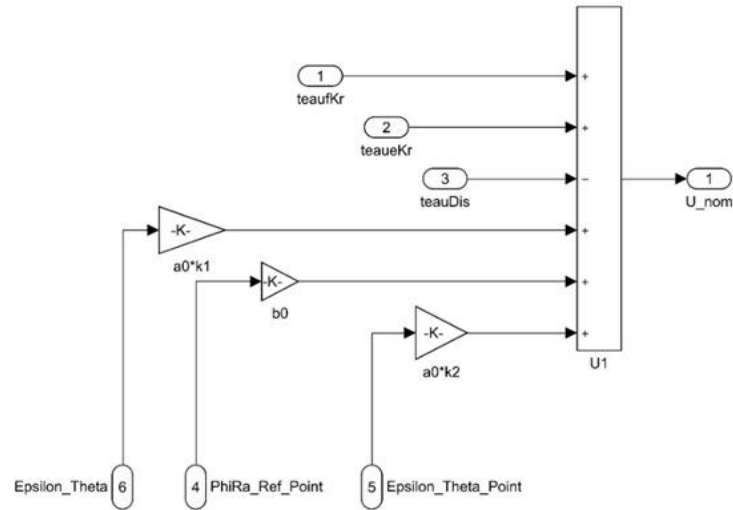 1
teaufKr
+
2
teaueKr
+
3
teauDis
−
1
U_nom
-K-
a0*k1
+
-K-
b0
+
-K-
a0*k2
+
U1
Epsilon_Theta 6
4 PhiRa_Ref_Point
5 Epsilon_Theta_Point